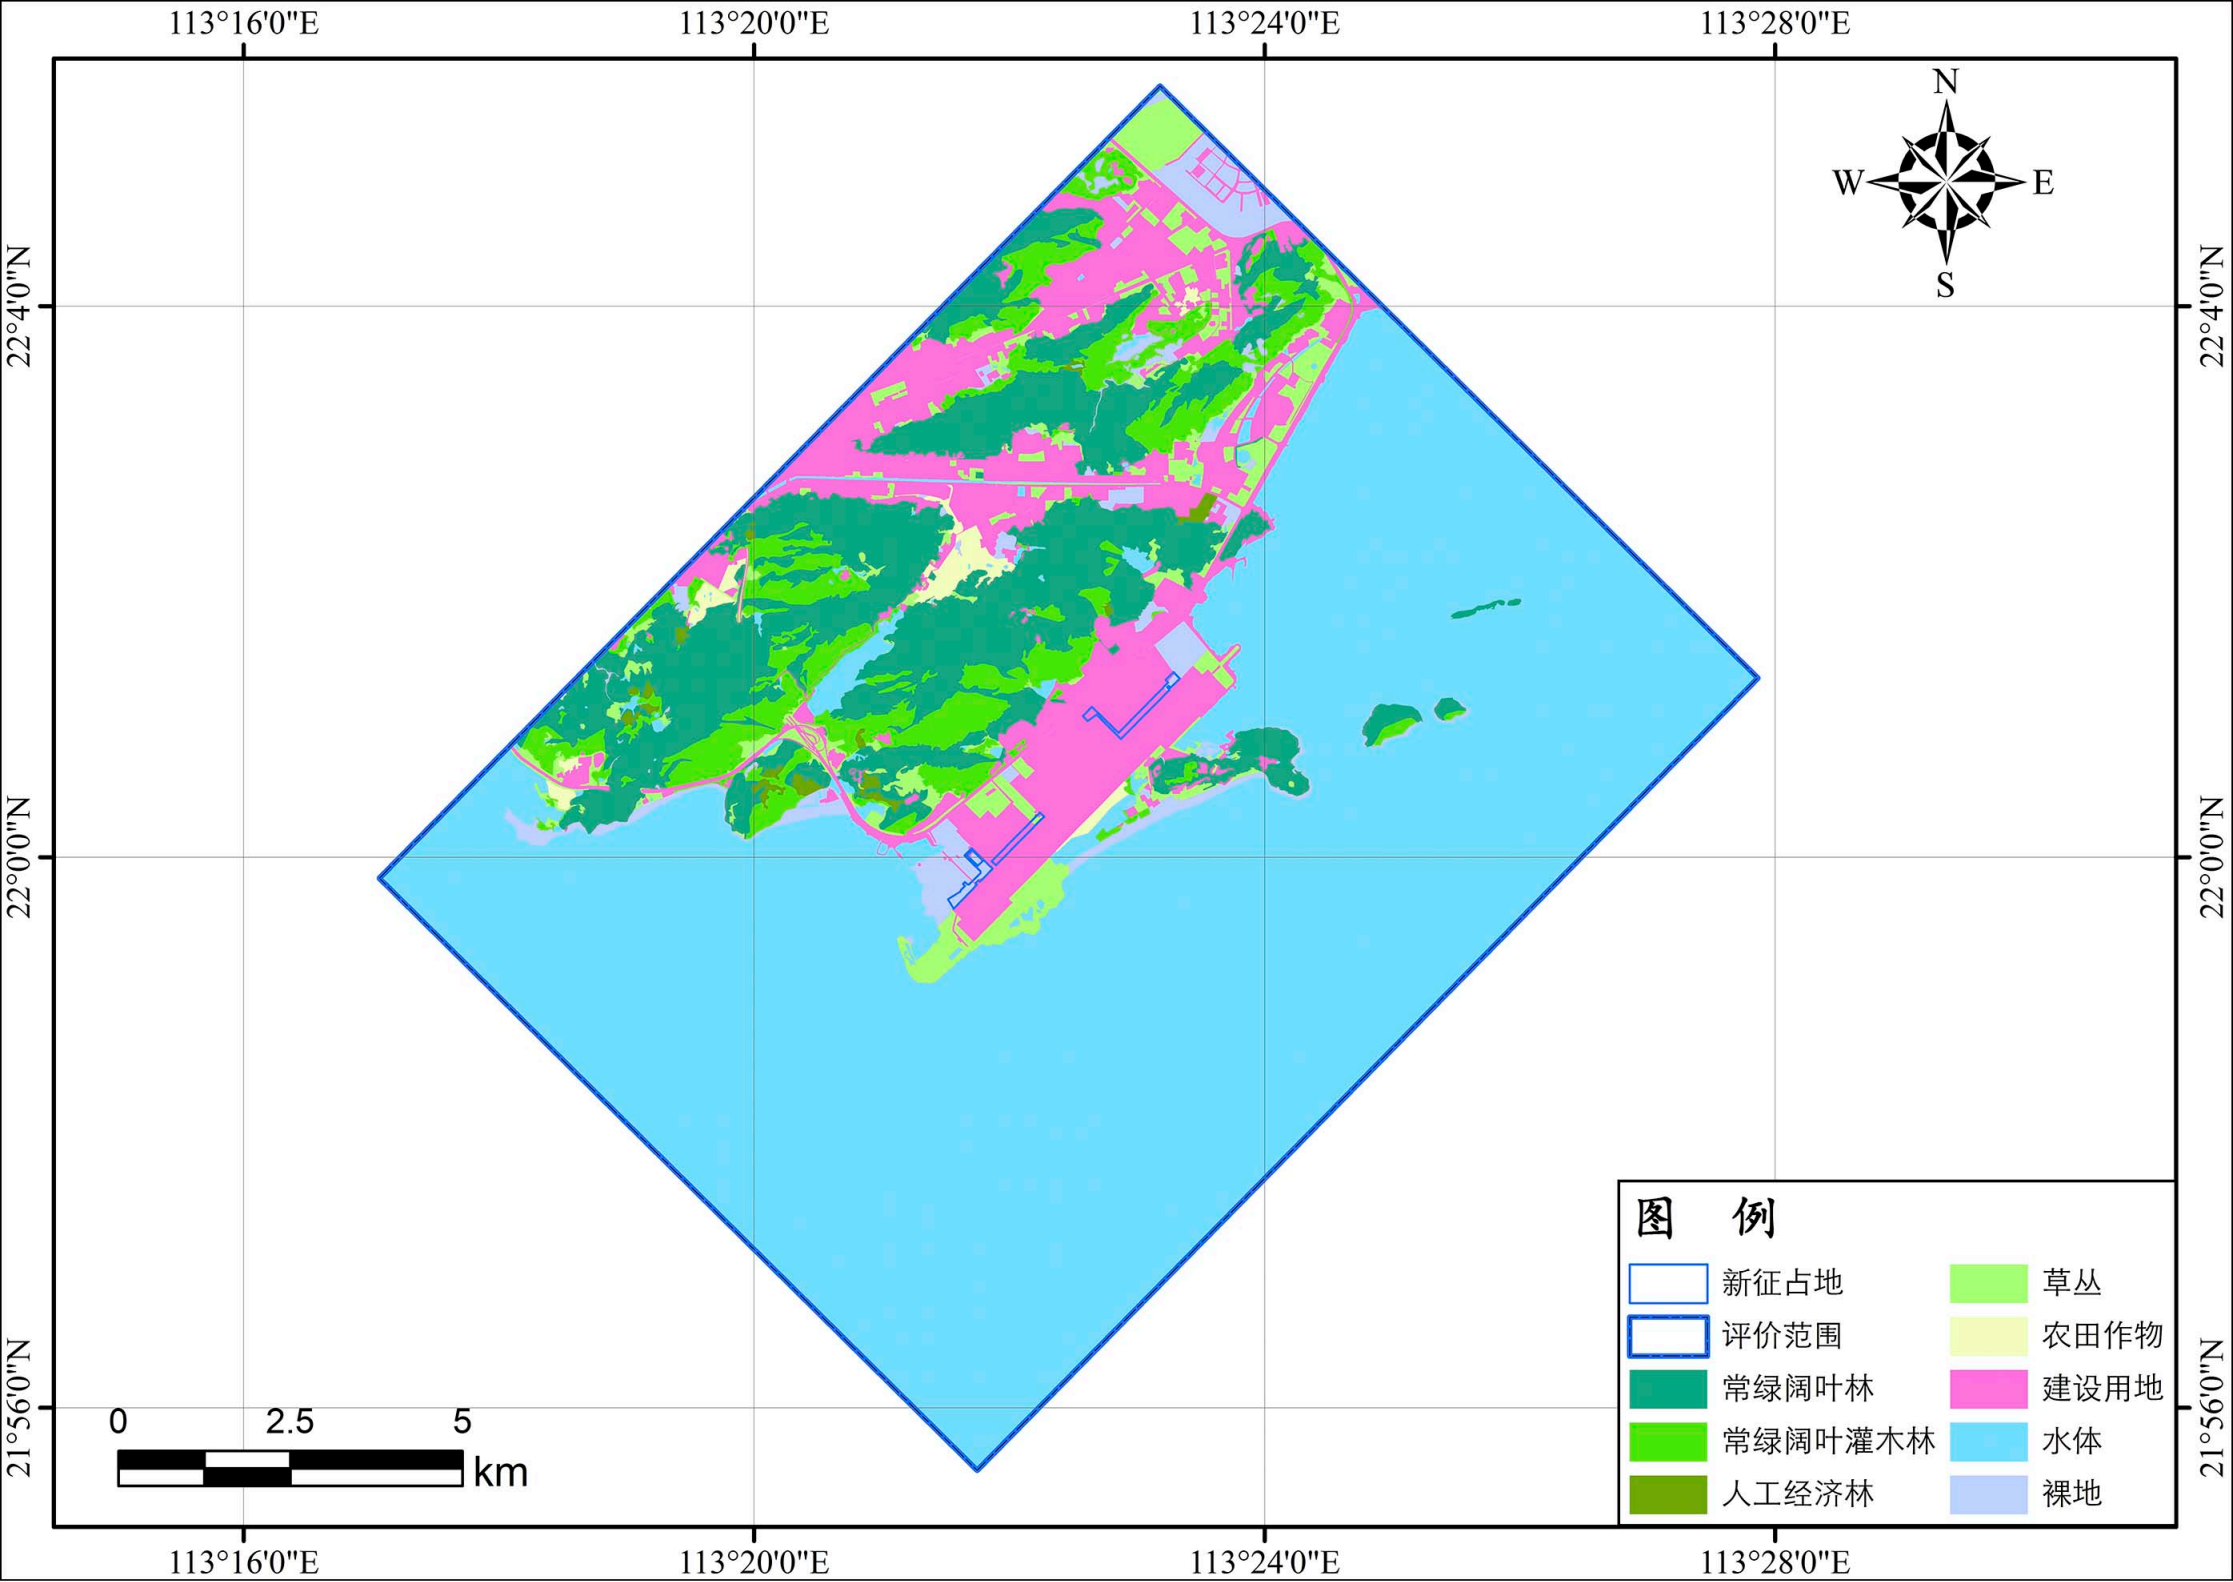 113°16'0"E 113°20'0"E 113°24'0"E 113°28'0"E
N
W E
S
22°4'0"N 22°4'0"N
22°0'0"N 22°0'0"N
21°56'0"N 21°56'0"N
图 例
新征占地 草丛
评价范围 农田作物
常绿阔叶林 建设用地
常绿阔叶灌木林 水体
人工经济林 裸地
0 2.5 5
km
113°16'0"E 113°20'0"E 113°24'0"E 113°28'0"E